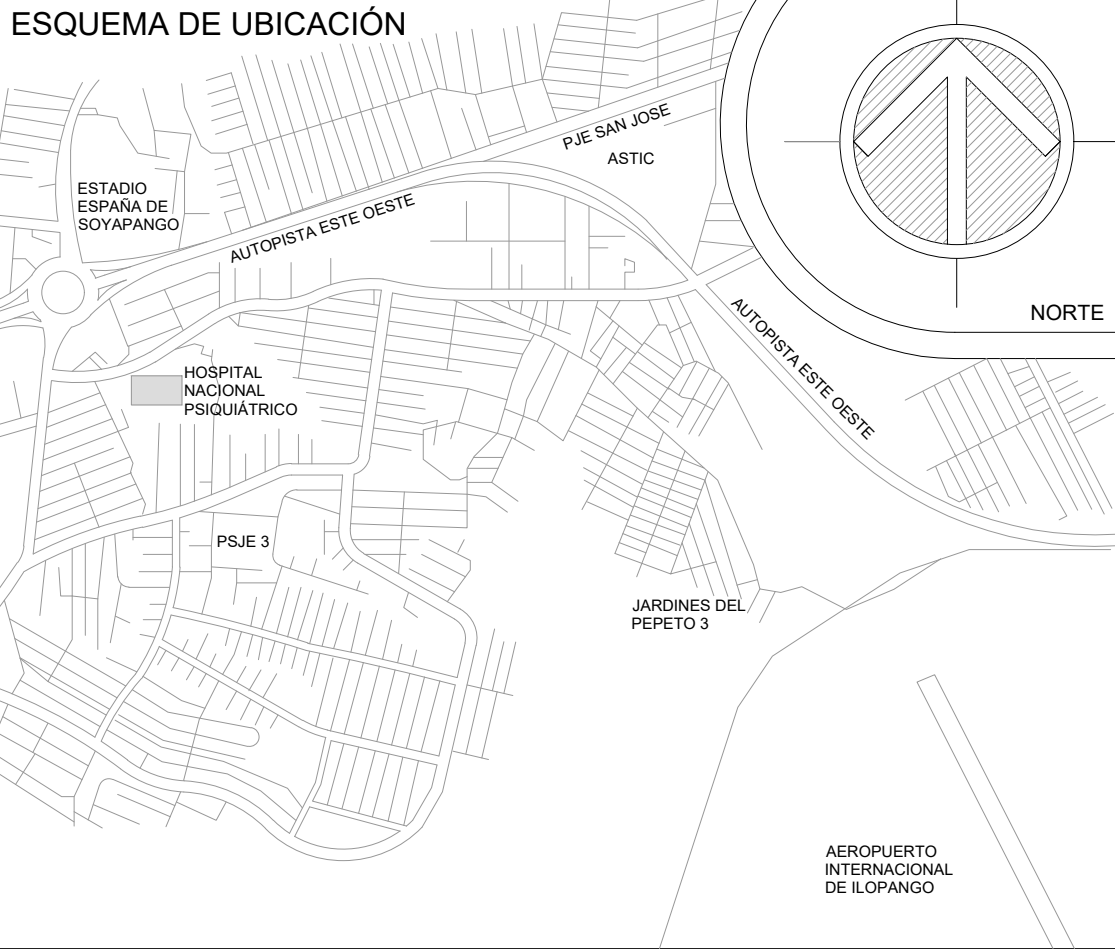 ESQUEMA DE UBICACIÓN
PJE SAN JOSE
ASTIC
ESTADIO
ESPAÑA DE
SOYAPANGO
AUTOPISTA ESTE OESTE
NORTE
AUTOPISTA ESTE OESTE
HOSPITAL
NACIONAL
PSIQUIÁTRICO
PSJE 3
JARDINES DEL
PEPETO 3
AEROPUERTO
INTERNACIONAL
DE ILOPANGO